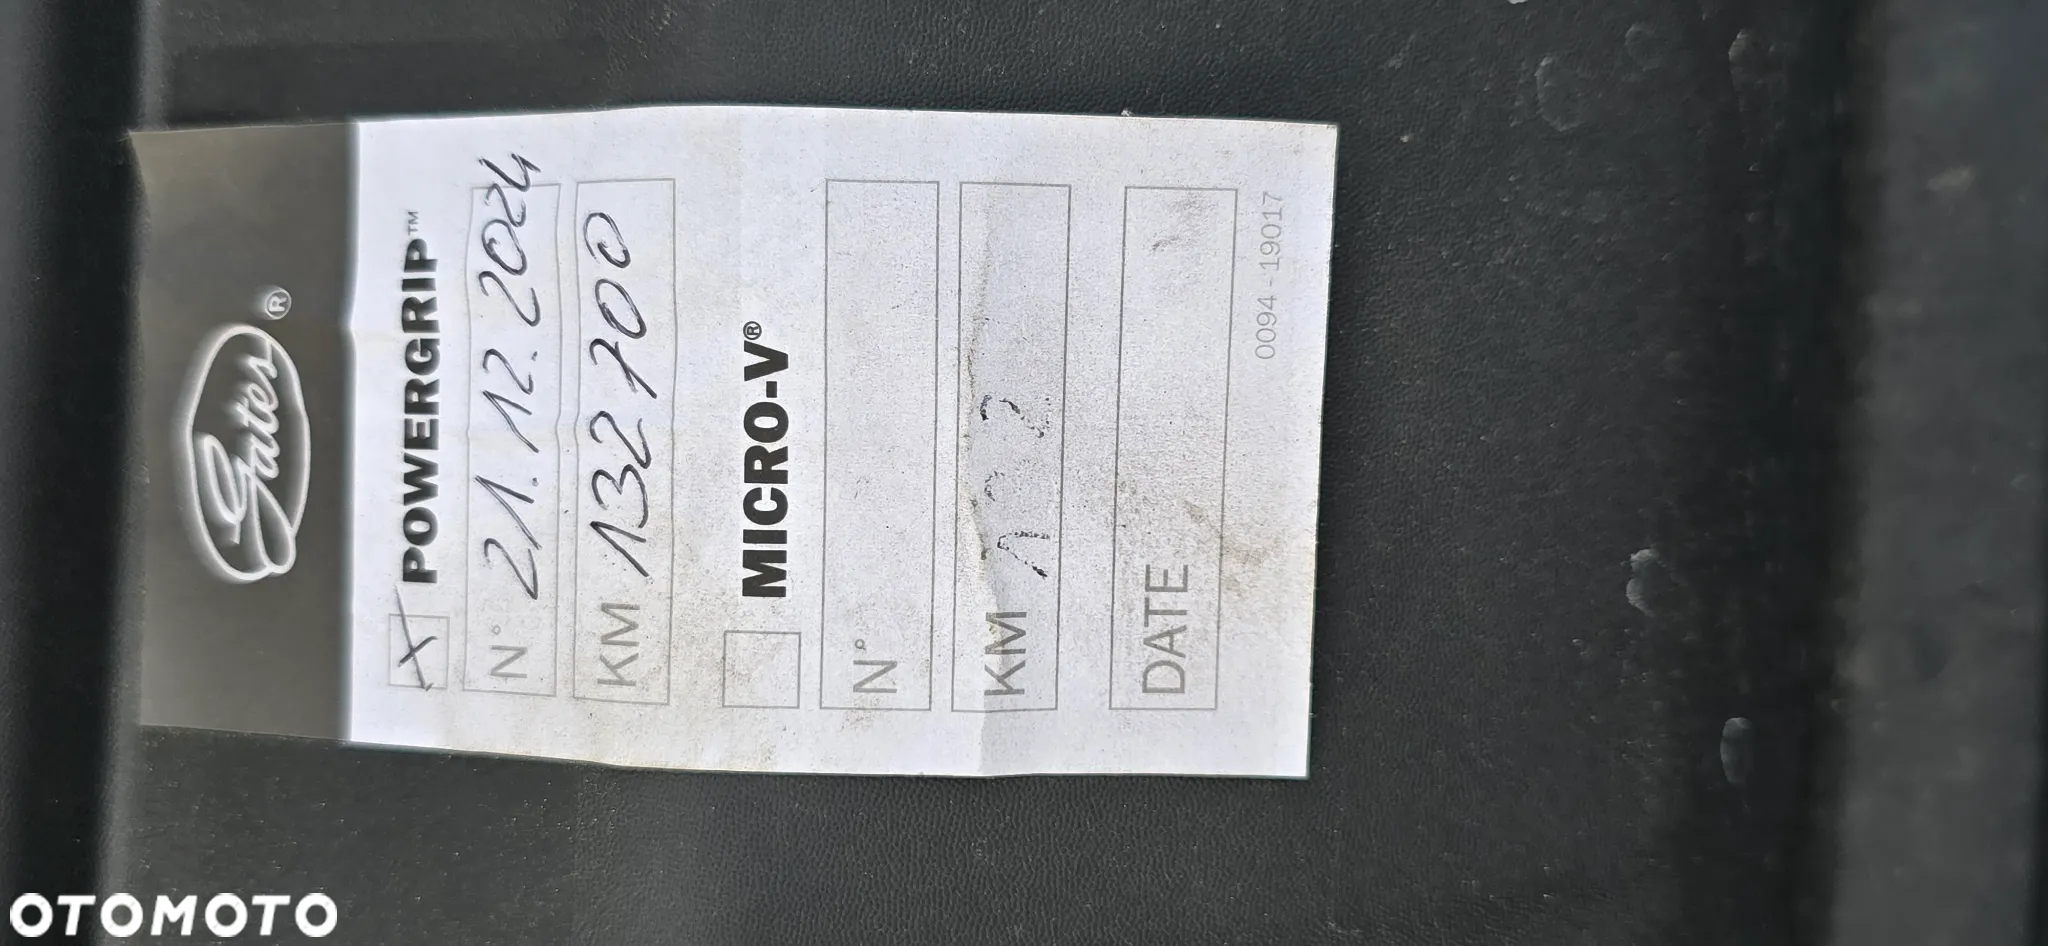 Gates®
X POWERGRIP™
N° 21.12.2024
KM 132700
MICRO-V®
N°
KM
DATE
0094-19017
OTOMOTO